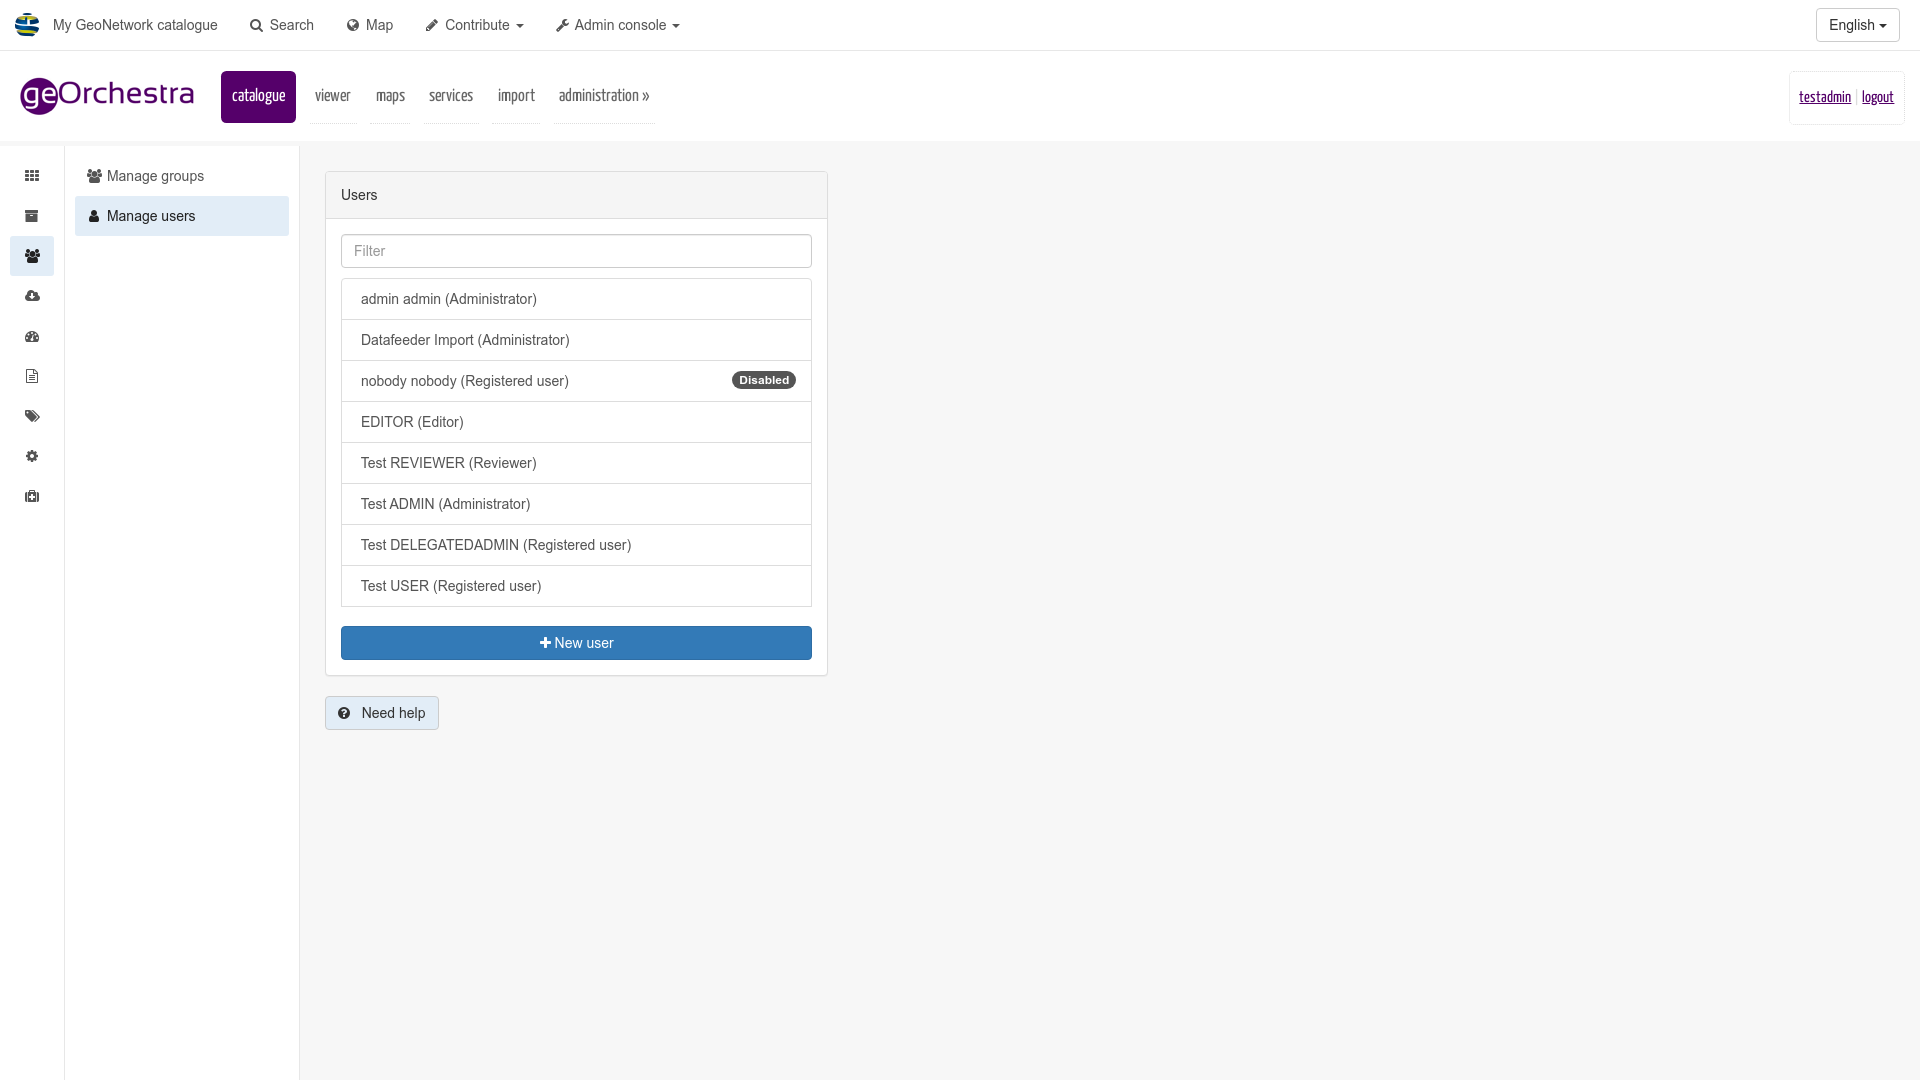 My GeoNetwork catalogue Search Map Contribute Admin console English
geOrchestra catalogue viewer maps services import administration » testadmin logout
Manage groups
Manage users
Users
Filter
admin admin (Administrator)
Datafeeder Import (Administrator)
nobody nobody (Registered user) Disabled
EDITOR (Editor)
Test REVIEWER (Reviewer)
Test ADMIN (Administrator)
Test DELEGATEDADMIN (Registered user)
Test USER (Registered user)
New user
Need help